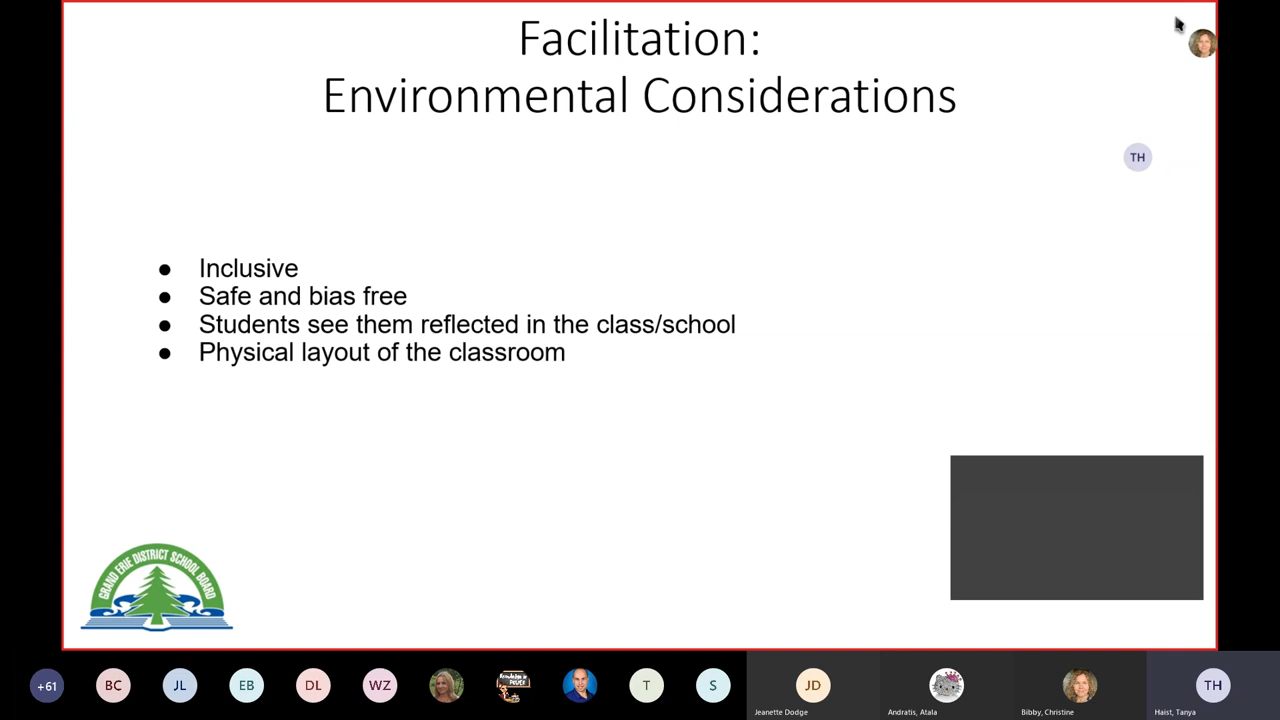 Facilitation:
Environmental Considerations
TH
● Inclusive
● Safe and bias free
● Students see them reflected in the class/school
● Physical layout of the classroom
GRAND ERIE DISTRICT SCHOOL BOARD
+61
BC
JL
EB
DL
WZ
Knowledge is
T
S
JD
TH
Jeanette Dodge
Andratis, Atala
Bibby, Christine
Haist, Tanya